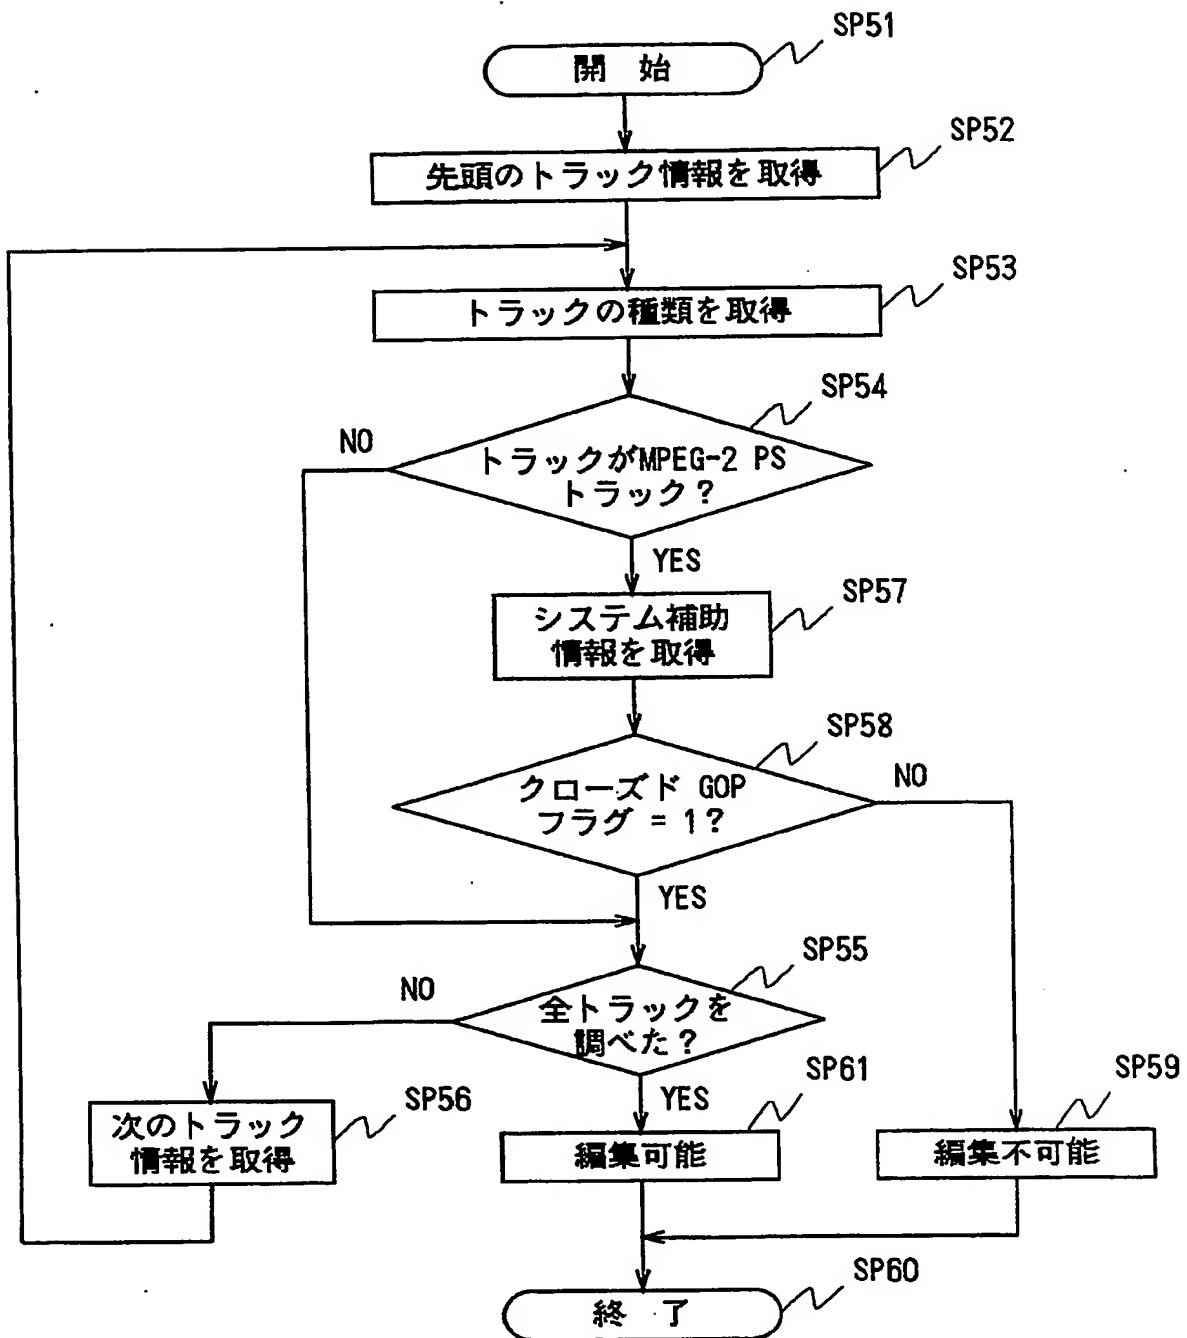 SP51
開 始
SP52
先頭のトラック情報を取得
SP53
トラックの種類を取得
SP54
NO
トラックがMPEG-2 PS
トラック?
YES
SP57
システム補助
情報を取得
SP58
NO
クローズド GOP
フラグ = 1?
YES
SP55
NO
全トラックを
調べた?
SP61
SP59
YES
SP56
次のトラック
情報を取得
編集可能
編集不可能
SP60
終 了